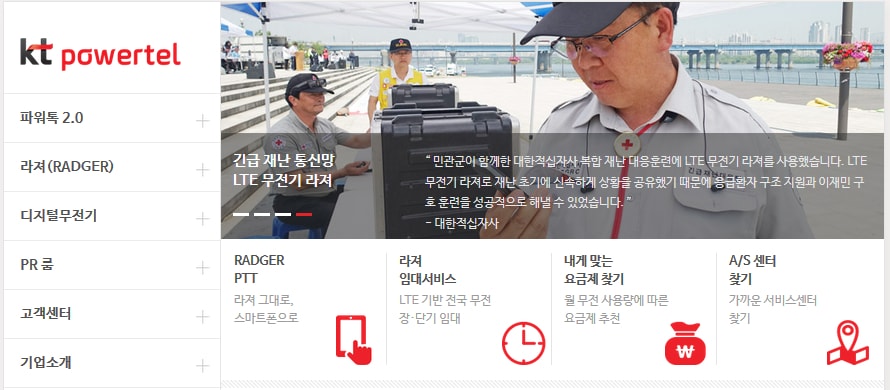 kt powertel
파워톡 2.0
라져(RADGER)
디지털무전기
PR 룸
고객센터
기업소개
긴급 재난 통신망
LTE 무전기 라져
“ 민관군이 함께한 대한적십자사 복합 재난 대응훈련에 LTE 무전기 라져를 사용했습니다. LTE
무전기 라져로 재난 초기에 신속하게 상황을 공유했기 때문에 응급환자 구조 지원과 이재민 구
호 훈련을 성공적으로 해낼 수 있었습니다. ”
- 대한적십자사
RADGER
PTT
라져 그대로,
스마트폰으로
라져
임대서비스
LTE 기반 전국 무전
장·단기 임대
내게 맞는
요금제 찾기
월 무전 사용량에 따른
요금제 추천
₩
A/S 센터
찾기
가까운 서비스센터
찾기